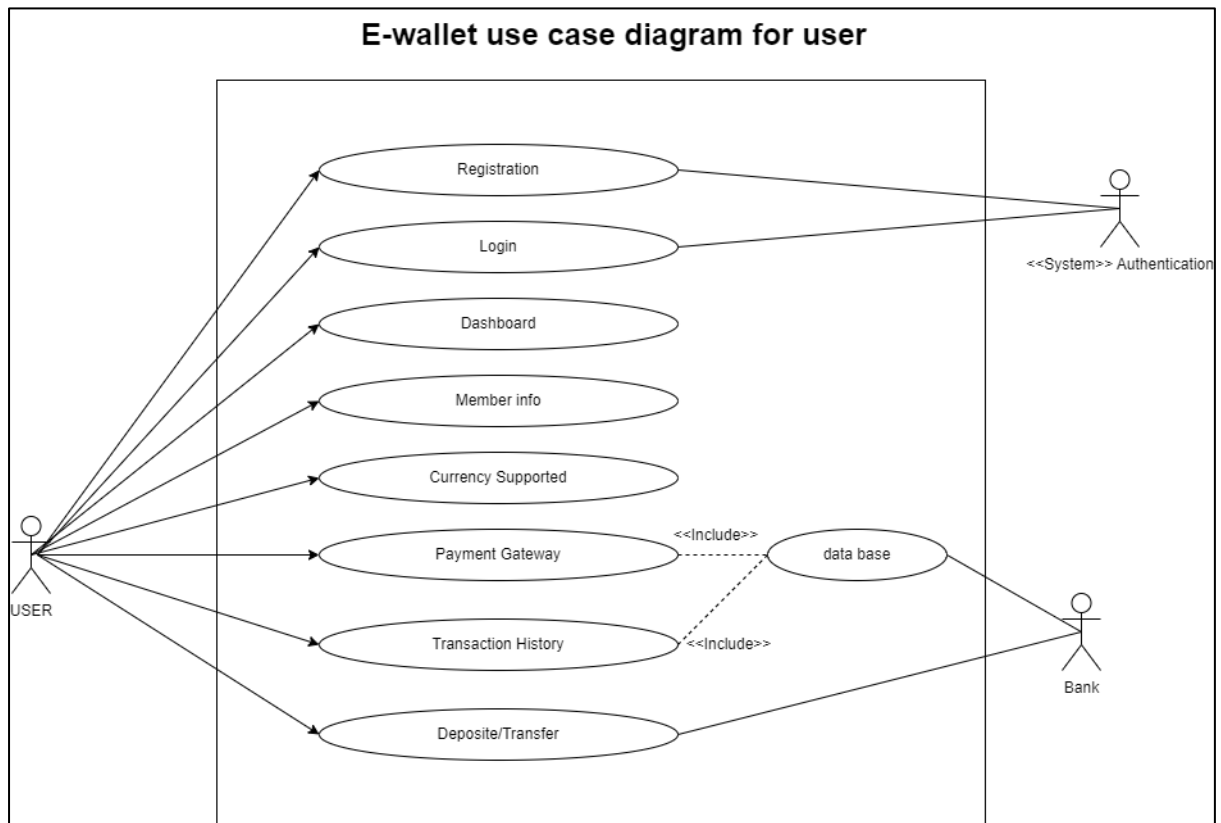 E-wallet use case diagram for user
Registration
Login
<<System>> Authentication
Dashboard
Member info
Currency Supported
<<Include>>
Payment Gateway
data base
USER
Transaction History
<<Include>>
Bank
Deposite/Transfer